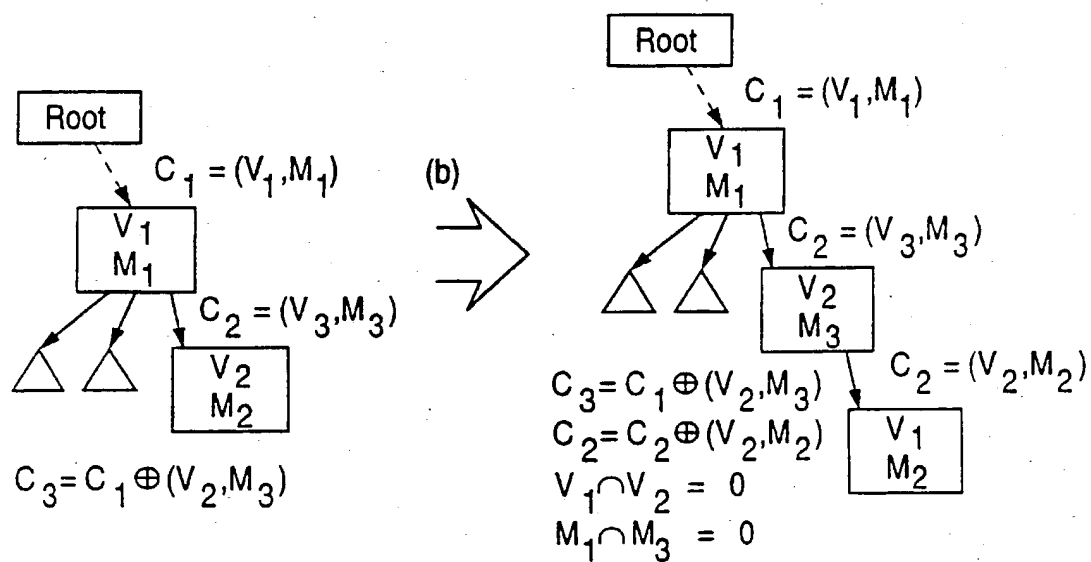 Root
C₁ = (V₁,M₁)
V₁
M₁
C₂ = (V₃,M₃)
V₂
M₂
C₃= C₁ ⊕ (V₂,M₃)
(b)
Root
C₁ = (V₁,M₁)
V₁
M₁
C₂ = (V₃,M₃)
V₂
M₃
C₂ = (V₂,M₂)
V₁
M₂
C₃= C₁ ⊕ (V₂,M₃)
C₂= C₂ ⊕ (V₂,M₂)
V₁∩V₂ = 0
M₁∩M₃ = 0